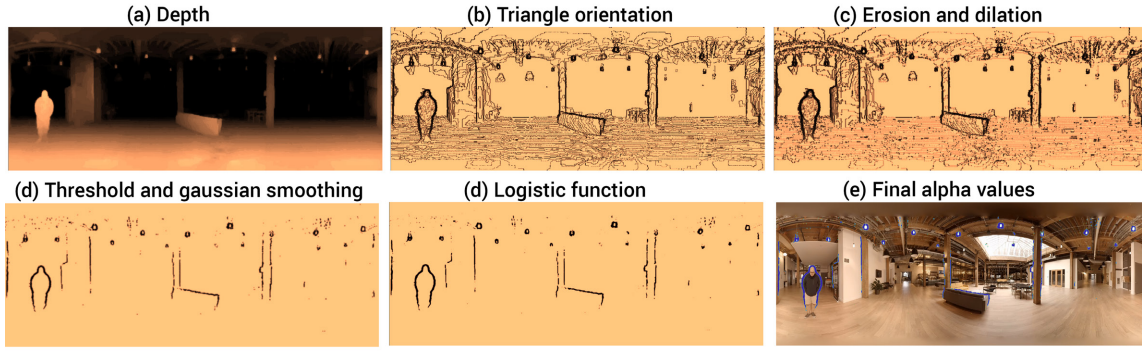 (a) Depth
(b) Triangle orientation
(c) Erosion and dilation
(d) Threshold and gaussian smoothing
(d) Logistic function
(e) Final alpha values